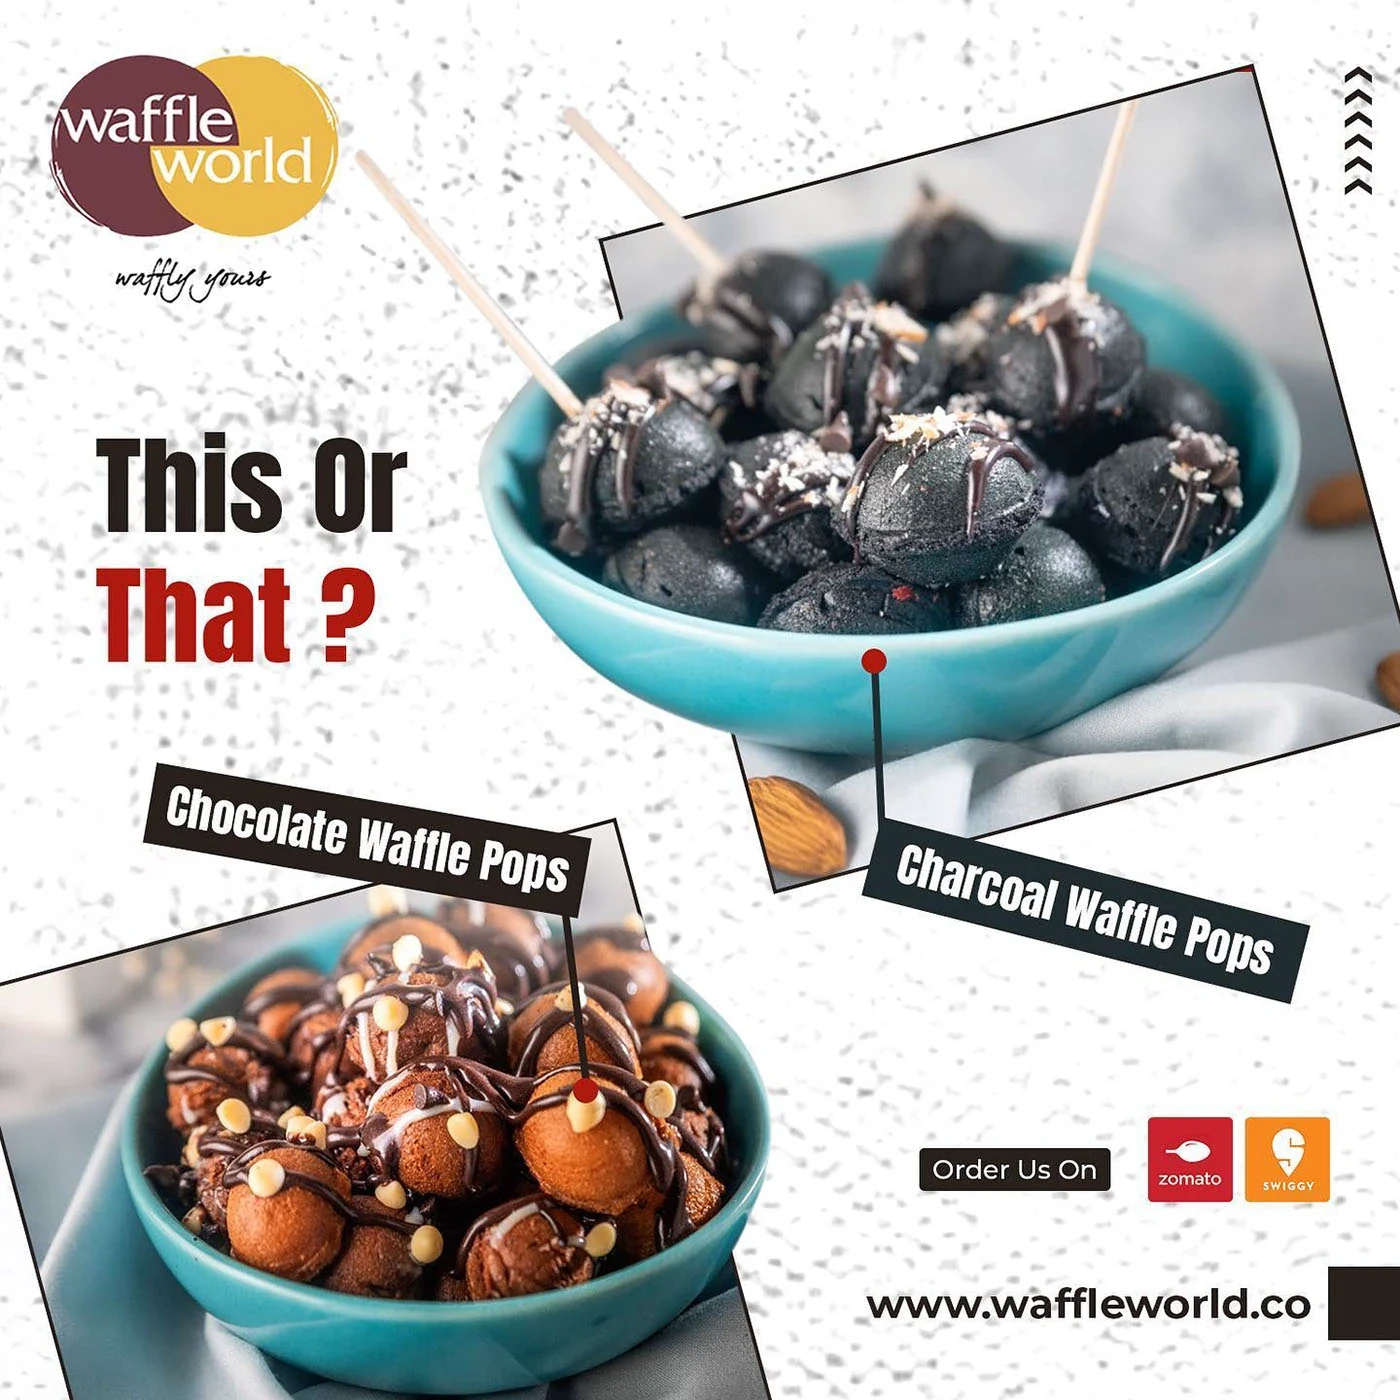 waffle
world
waffly yours
This Or
That ?
Chocolate Waffle Pops
Charcoal Waffle Pops
Order Us On
zomato
SWIGGY
www.waffleworld.co